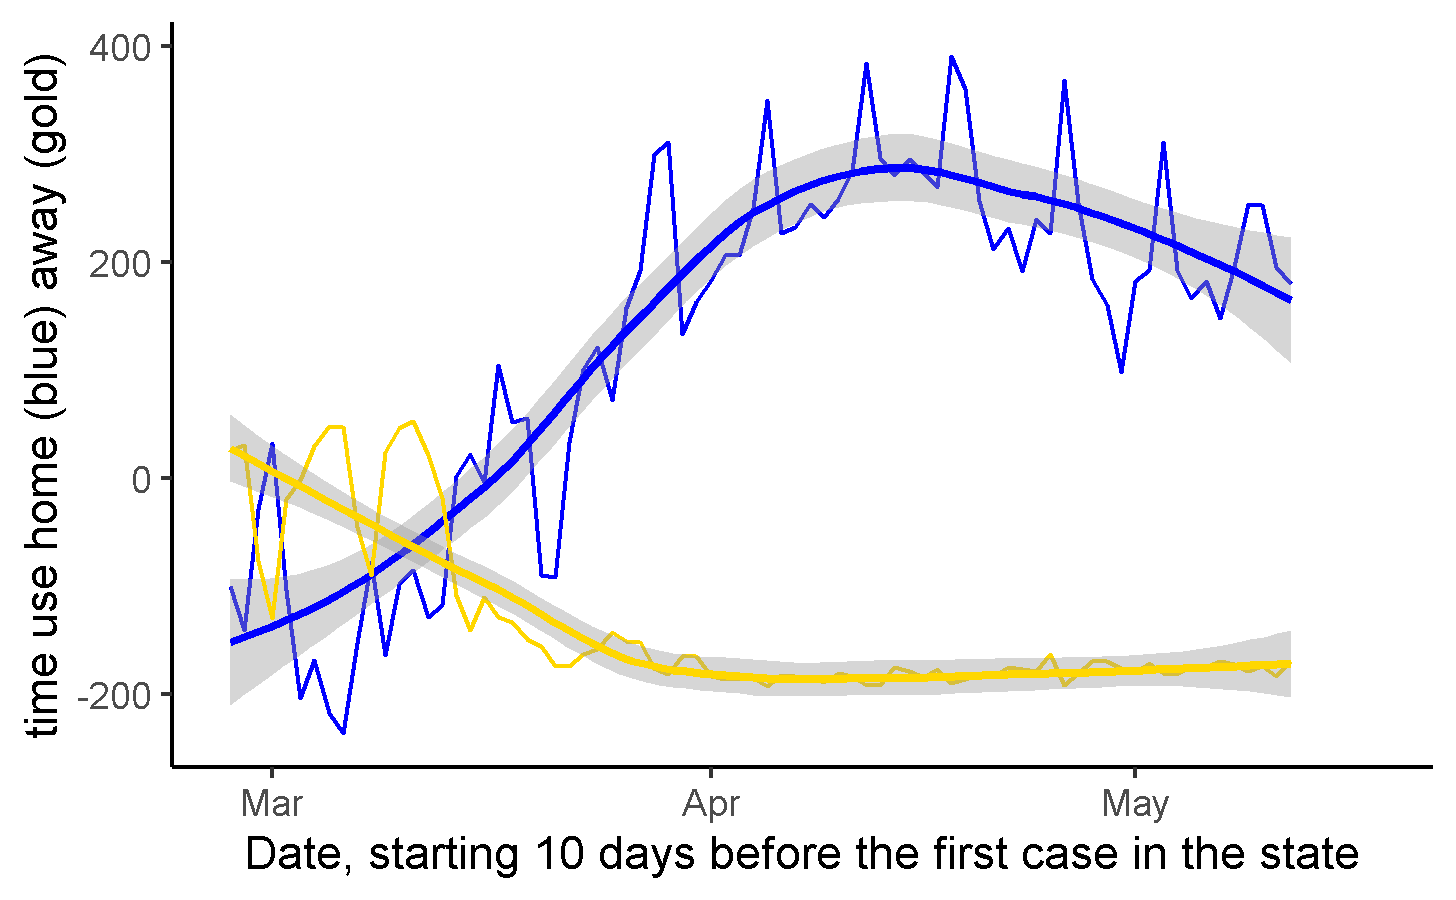 time use home (blue) away (gold)
400
200
0
-200
Mar
Apr
May
Date, starting 10 days before the first case in the state